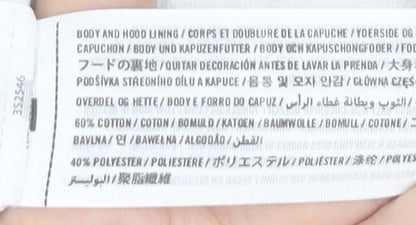 BODY AND HOOD LINING / CORPS ET DOUBLURE DE LA CAPUCHE / YDERSIDE OG
CAPUCHON / BODY UND KAPUZENFUTTER / BODY OCH KAPUSCHONGFODER /
フードの裏地 / QUITAR DECORACIÓN ANTES DE LAVAR LA PRENDA / 大身
PODŠÍVKA STŘEDNÍHO DÍLU A KAPUCE / 몸통 및 모자 안감 / GŁÓWNA CZĘŚ
OVERDEL OG HETTE / BODY E FORRO DO CAPUZ / الثوب وبطانة غطاء الرأس /
60% COTTON / COTON / BOMULD / KATOEN / BAUMWOLLE / BOMULL / COTONE /
BAVLNA / 면 / BAWEŁNA / ALGODÃO / القطن
40% POLYESTER / POLIESTERE / ポリエステル / POLIÉSTER / 涤纶 / POLYES
البوليستر / 聚脂纖維
352546